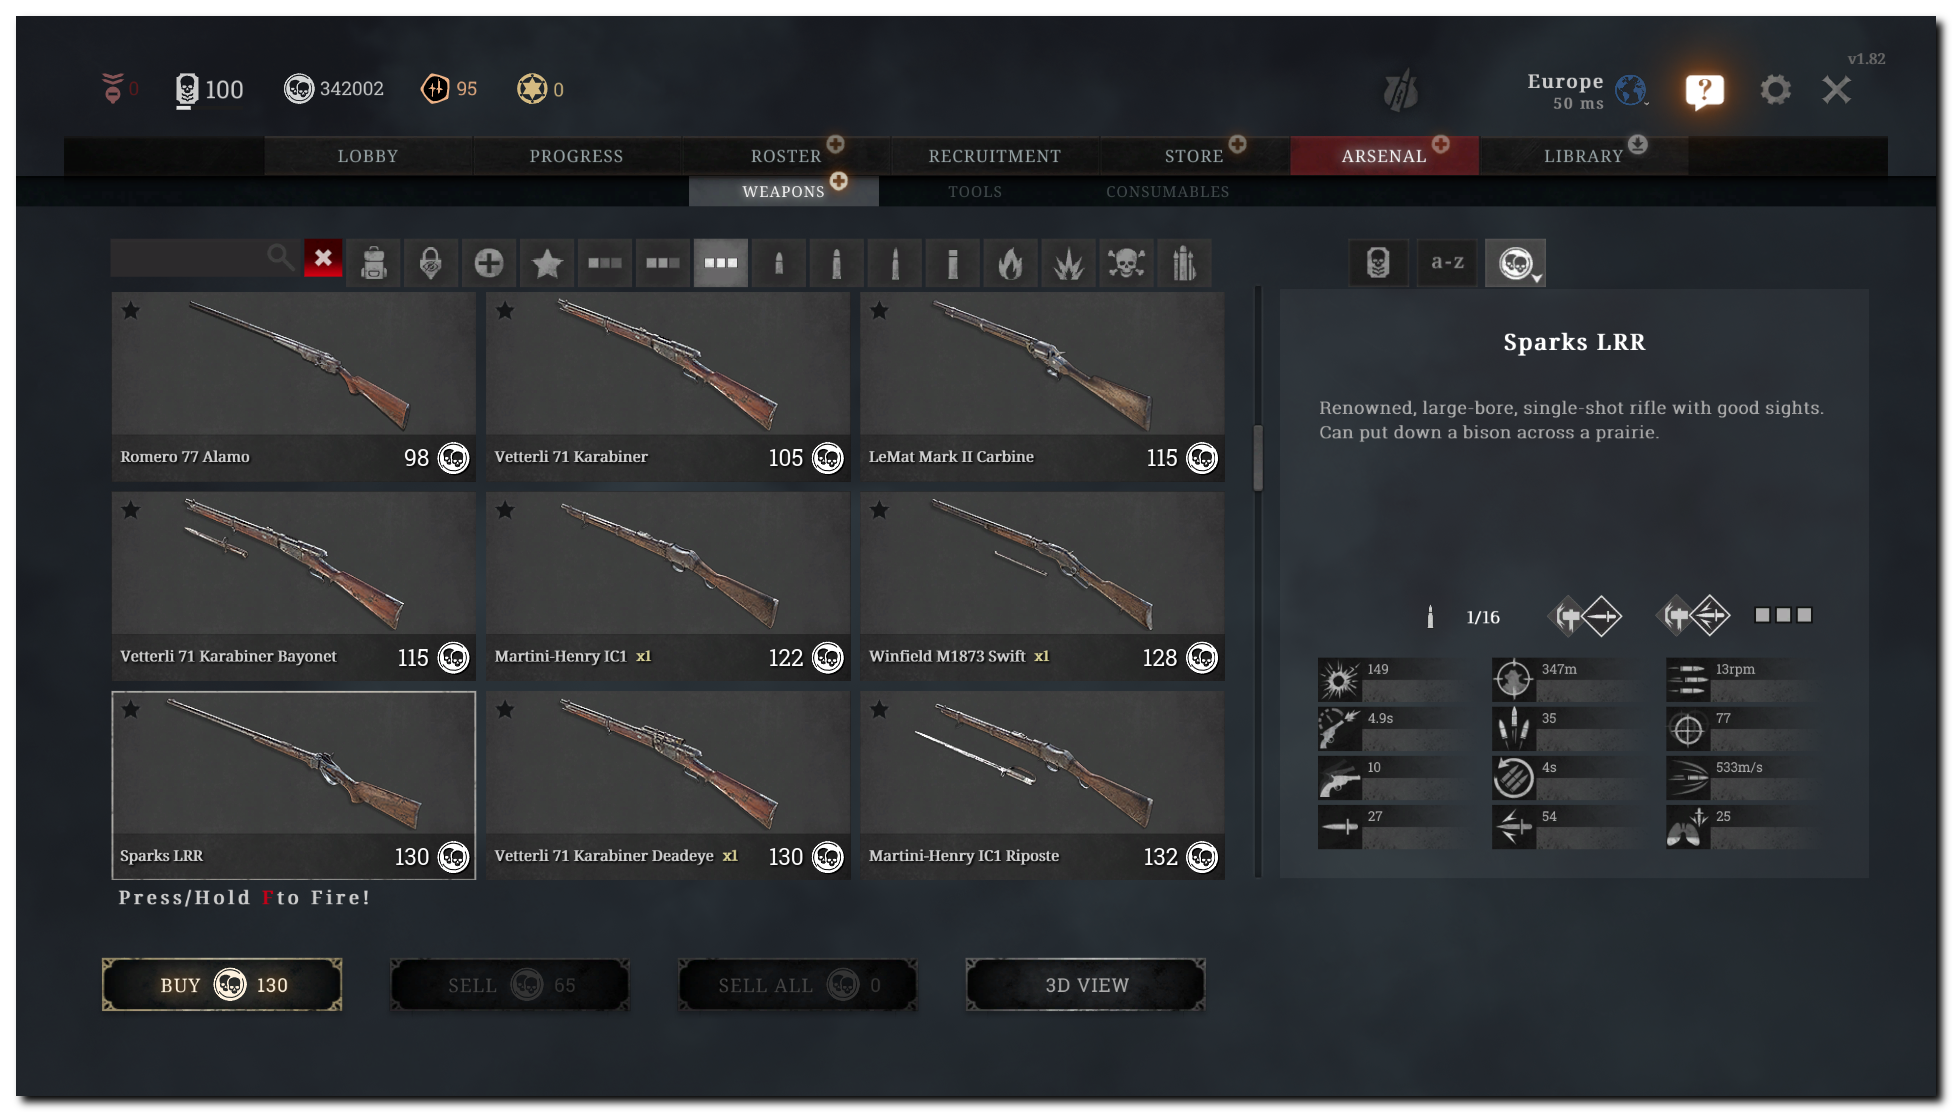 v1.82
0 100 342002 95 0
Europe
50 ms
?
LOBBY PROGRESS ROSTER RECRUITMENT STORE ARSENAL LIBRARY
WEAPONS TOOLS CONSUMABLES
a-z
Romero 77 Alamo 98
Vetterli 71 Karabiner 105
LeMat Mark II Carbine 115
Vetterli 71 Karabiner Bayonet 115
Martini-Henry IC1 x1 122
Winfield M1873 Swift x1 128
Sparks LRR 130
Vetterli 71 Karabiner Deadeye x1 130
Martini-Henry IC1 Riposte 132
Press/Hold F to Fire!
BUY 130
SELL 65
SELL ALL 0
3D VIEW
Sparks LRR
Renowned, large-bore, single-shot rifle with good sights.
Can put down a bison across a prairie.
1/16
149 347m 13rpm
4.9s 35 77
10 4s 533m/s
27 54 25